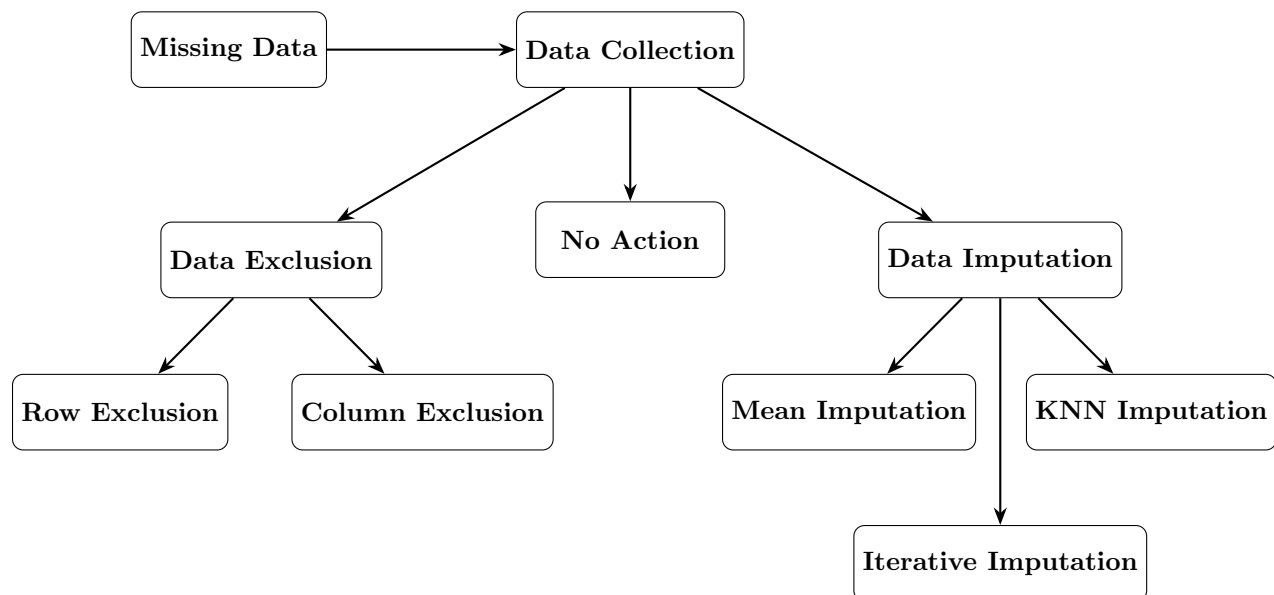 Missing Data
Data Collection
Data Exclusion
No Action
Data Imputation
Row Exclusion
Column Exclusion
Mean Imputation
KNN Imputation
Iterative Imputation